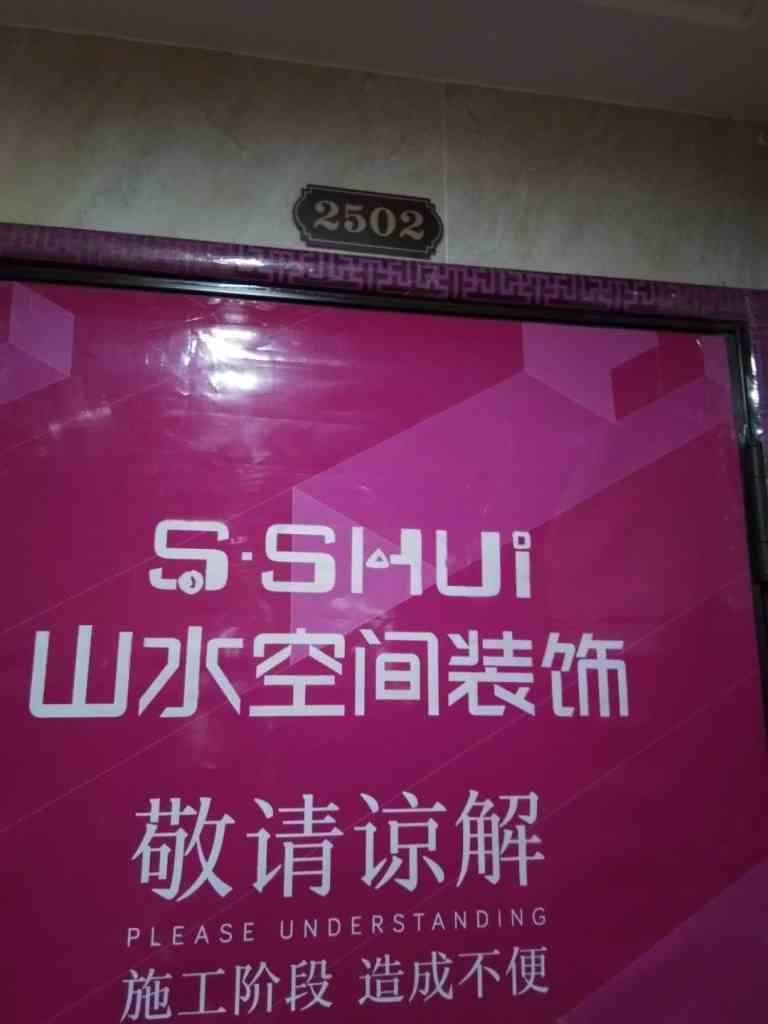 2502
S·SHUi
山水空间装饰
敬请谅解
PLEASE UNDERSTANDING
施工阶段 造成不便